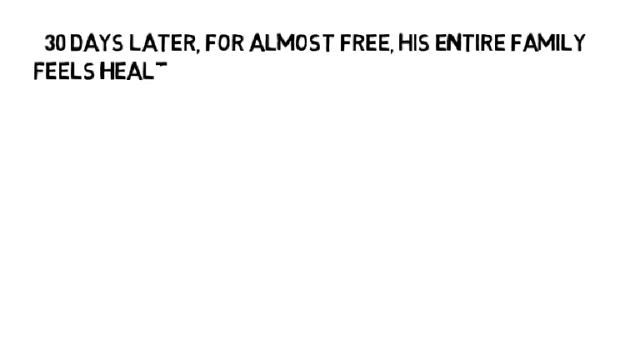 30 DAYS LATER, FOR ALMOST FREE, HIS ENTIRE FAMILY
FEELS HEAL